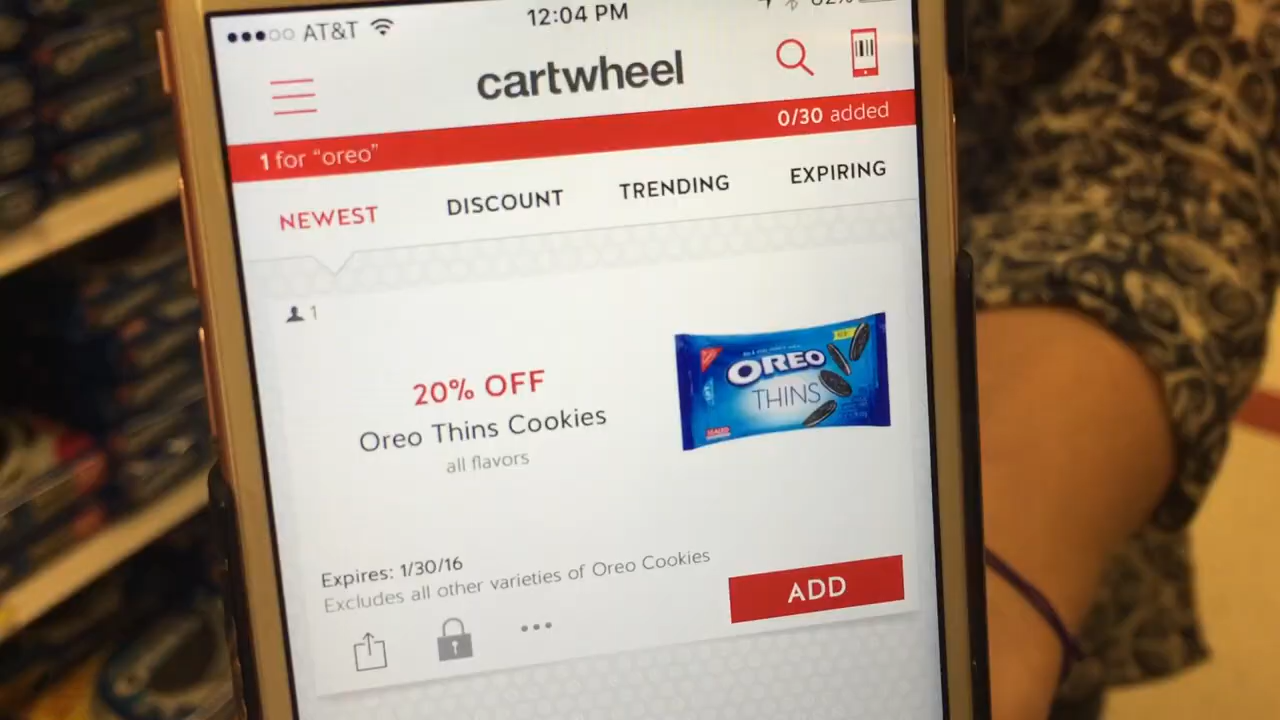 AT&T
12:04 PM
cartwheel
0/30 added
1 for “oreo”
NEWEST
DISCOUNT
TRENDING
EXPIRING
1
20% OFF
Oreo Thins Cookies
all flavors
OREO
THINS
Expires: 1/30/16
Excludes all other varieties of Oreo Cookies
ADD